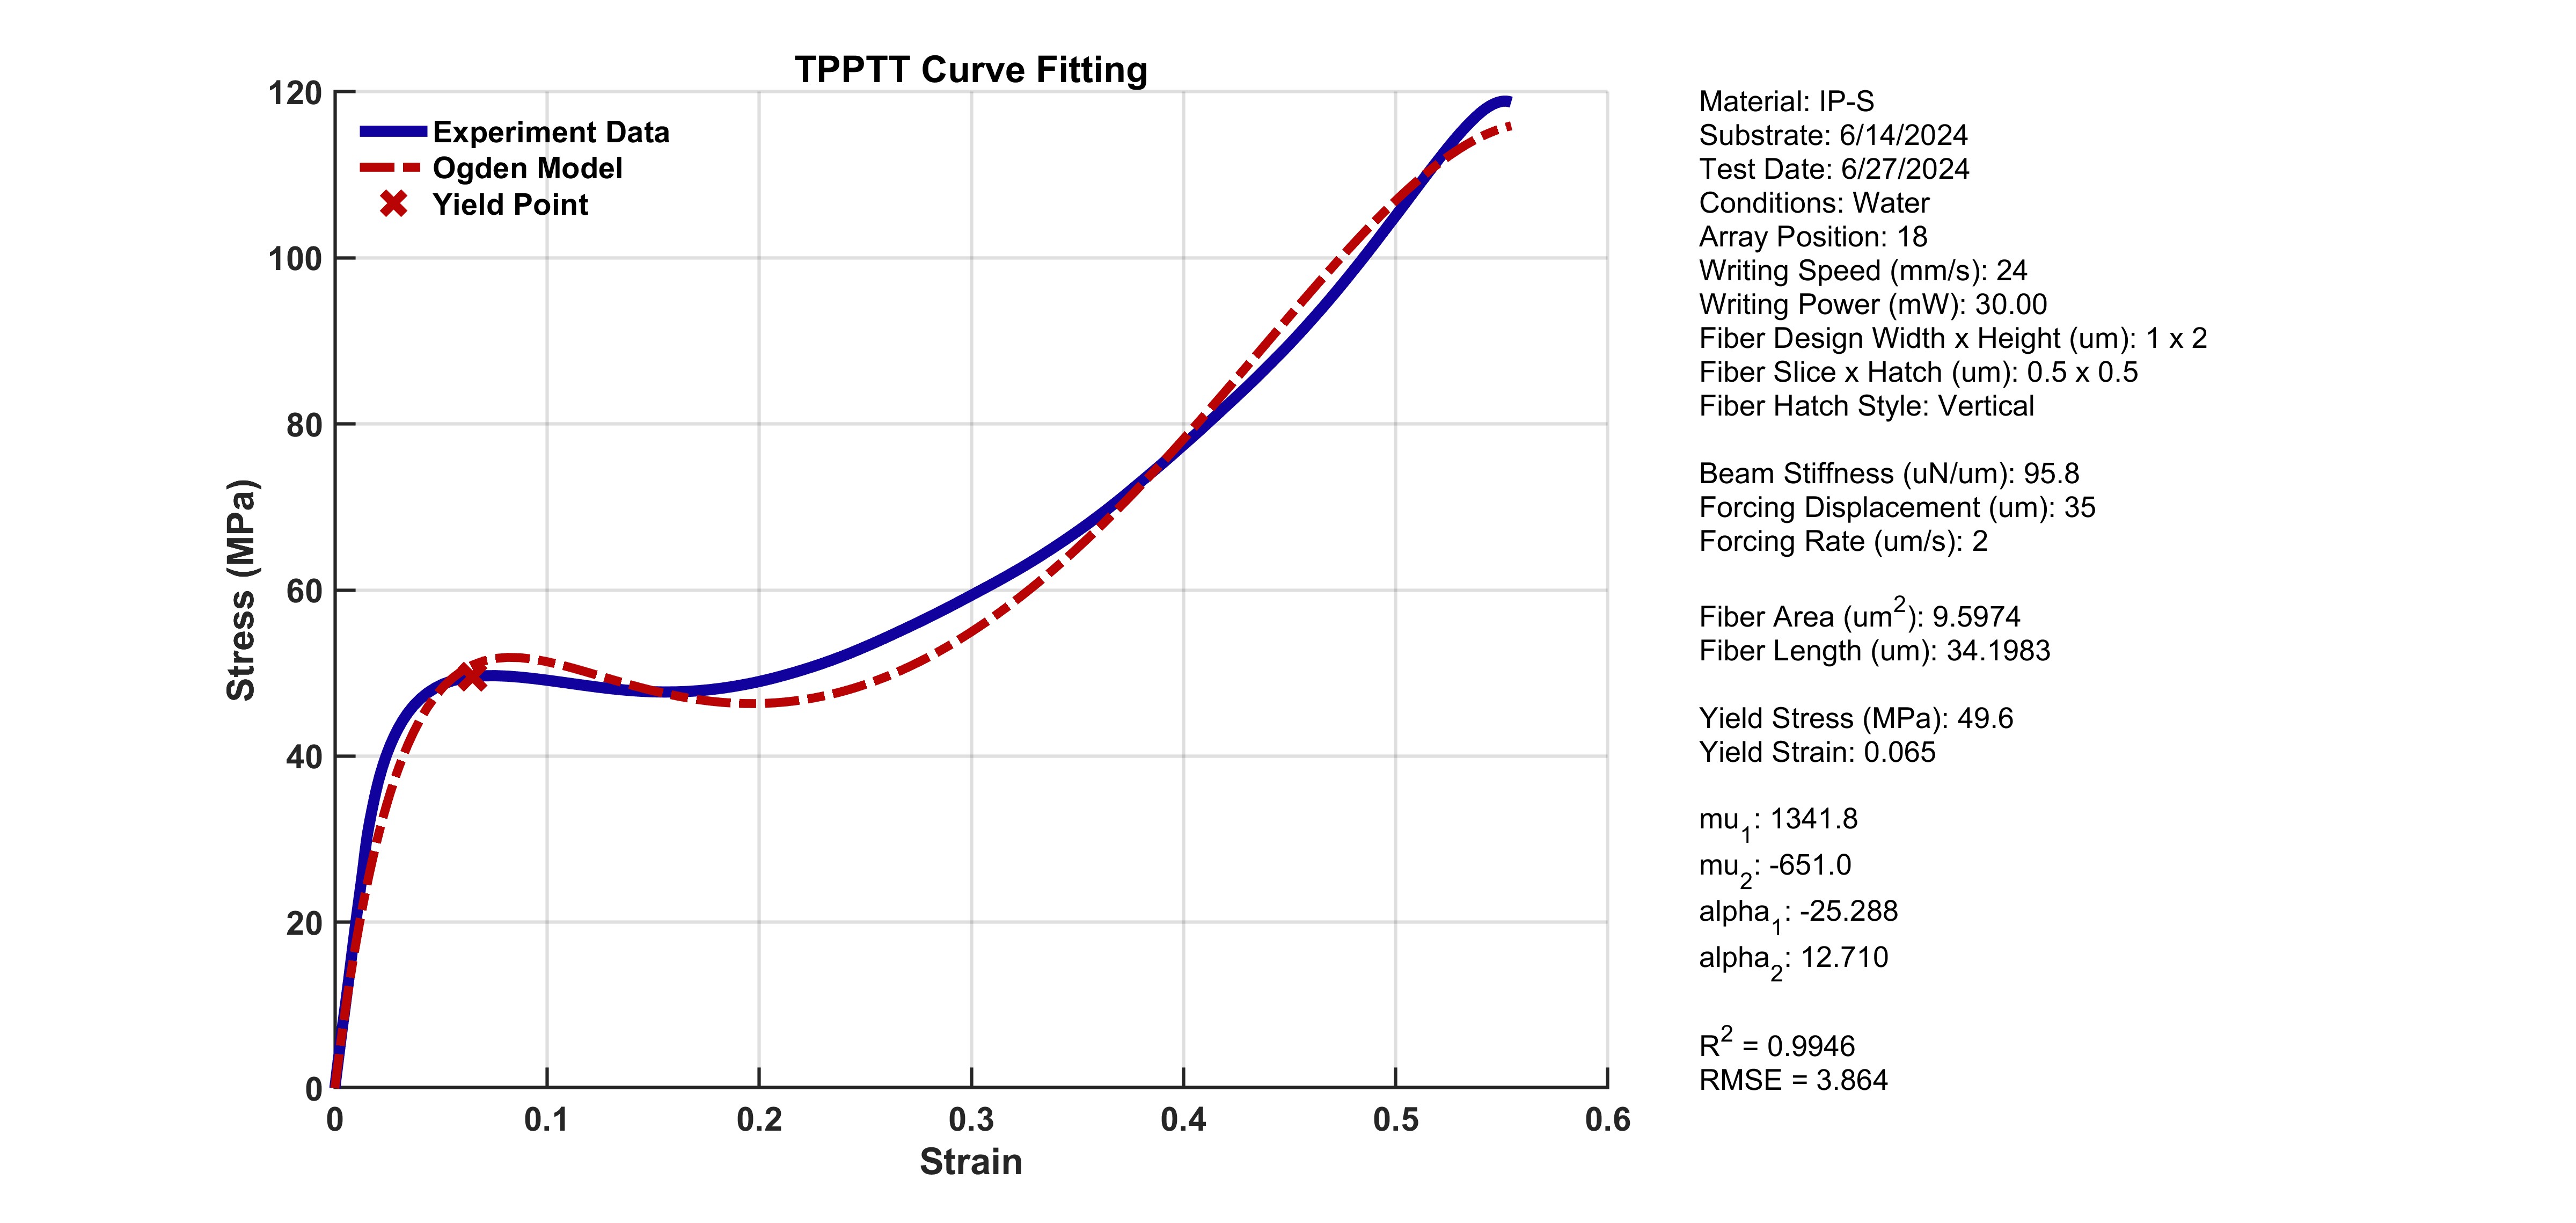 TPPTT Curve Fitting
120
100
80
60
40
20
0
0 0.1 0.2 0.3 0.4 0.5 0.6
Stress (MPa)
Strain
Experiment Data
Ogden Model
Yield Point
Material: IP-S
Substrate: 6/14/2024
Test Date: 6/27/2024
Conditions: Water
Array Position: 18
Writing Speed (mm/s): 24
Writing Power (mW): 30.00
Fiber Design Width x Height (um): 1 x 2
Fiber Slice x Hatch (um): 0.5 x 0.5
Fiber Hatch Style: Vertical
Beam Stiffness (uN/um): 95.8
Forcing Displacement (um): 35
Forcing Rate (um/s): 2
Fiber Area (um²): 9.5974
Fiber Length (um): 34.1983
Yield Stress (MPa): 49.6
Yield Strain: 0.065
mu₁: 1341.8
mu₂: -651.0
alpha₁: -25.288
alpha₂: 12.710
R² = 0.9946
RMSE = 3.864